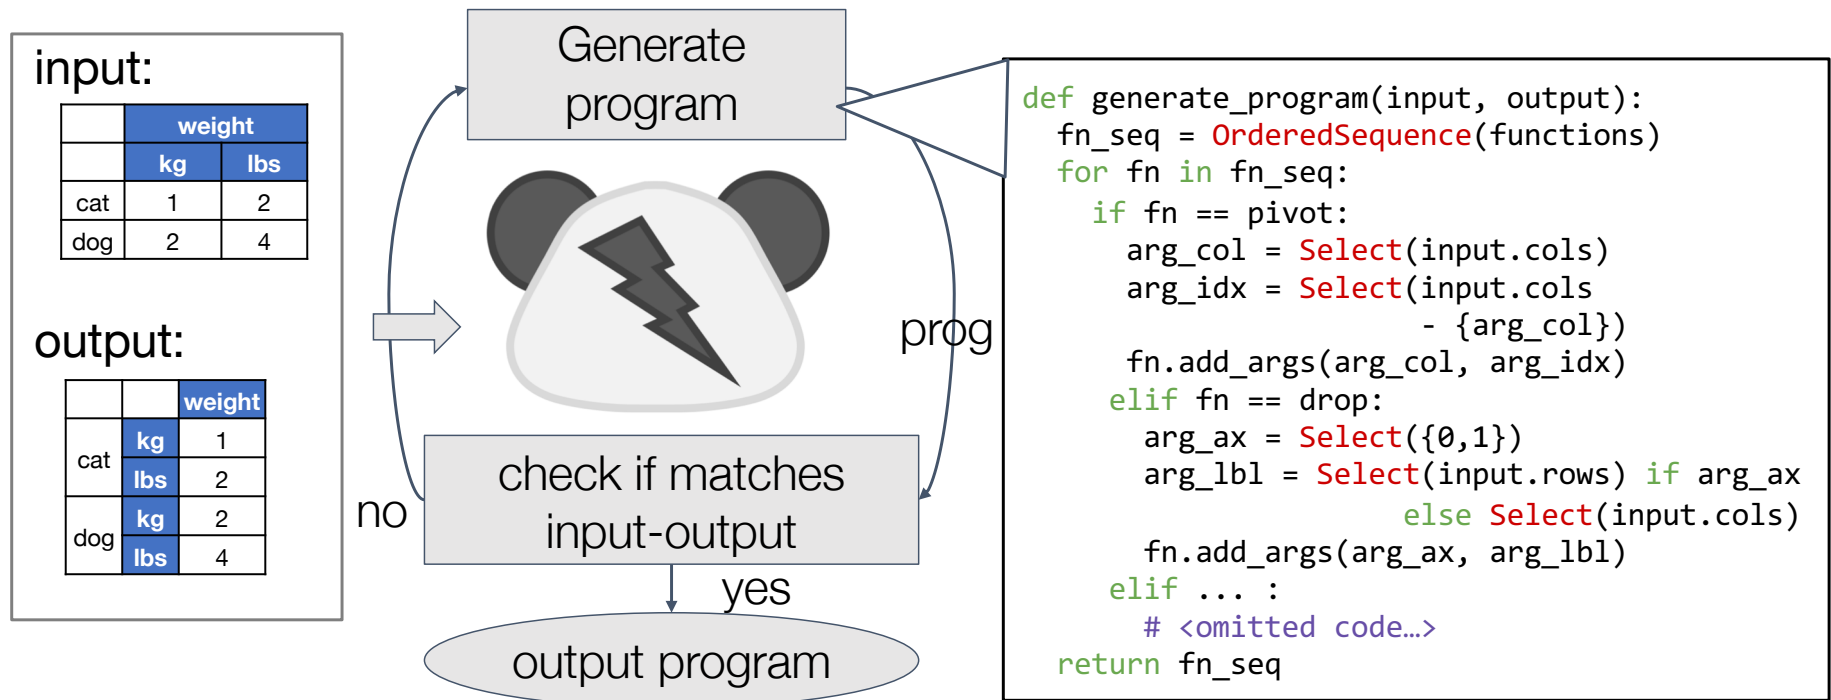 input:
weight
kg lbs
cat 1 2
dog 2 4
output:
weight
cat kg 1
lbs 2
dog kg 2
lbs 4
Generate
program
prog
check if matches
input-output
no
yes
output program
def generate_program(input, output):
  fn_seq = OrderedSequence(functions)
  for fn in fn_seq:
    if fn == pivot:
      arg_col = Select(input.cols)
      arg_idx = Select(input.cols
                       - {arg_col})
      fn.add_args(arg_col, arg_idx)
    elif fn == drop:
      arg_ax = Select({0,1})
      arg_lbl = Select(input.rows) if arg_ax
                      else Select(input.cols)
      fn.add_args(arg_ax, arg_lbl)
    elif ... :
      # <omitted code…>
  return fn_seq